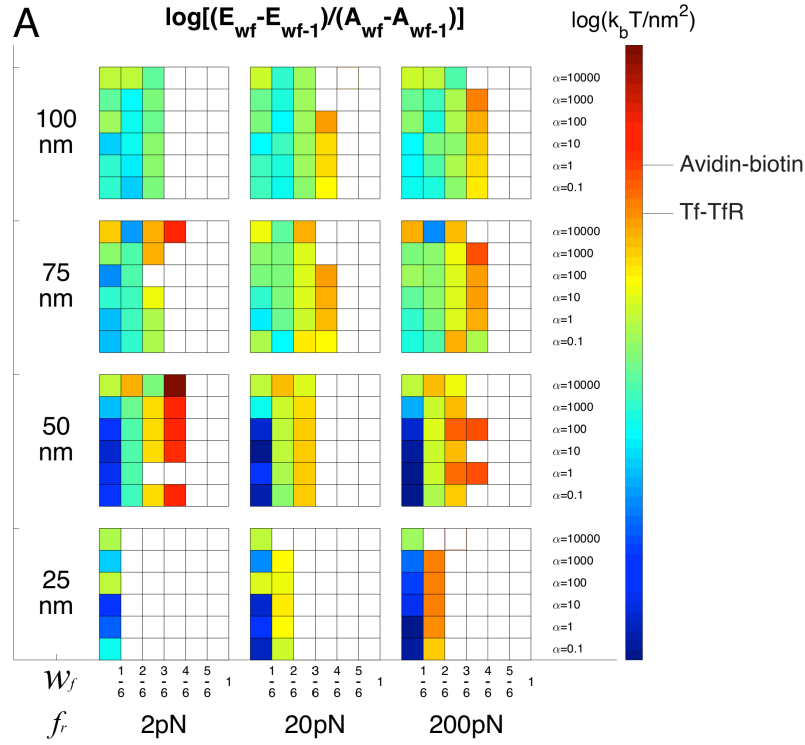 A
log[(E_wf-E_wf-1)/(A_wf-A_wf-1)]
log(k_bT/nm^2)
100 nm
α=10000
α=1000
α=100
α=10
α=1
α=0.1
Avidin-biotin
Tf-TfR
75 nm
α=10000
α=1000
α=100
α=10
α=1
α=0.1
50 nm
α=10000
α=1000
α=100
α=10
α=1
α=0.1
25 nm
α=10000
α=1000
α=100
α=10
α=1
α=0.1
w_f 1/6 2/6 3/6 4/6 5/6 1 1/6 2/6 3/6 4/6 5/6 1 1/6 2/6 3/6 4/6 5/6 1
f_r 2pN 20pN 200pN